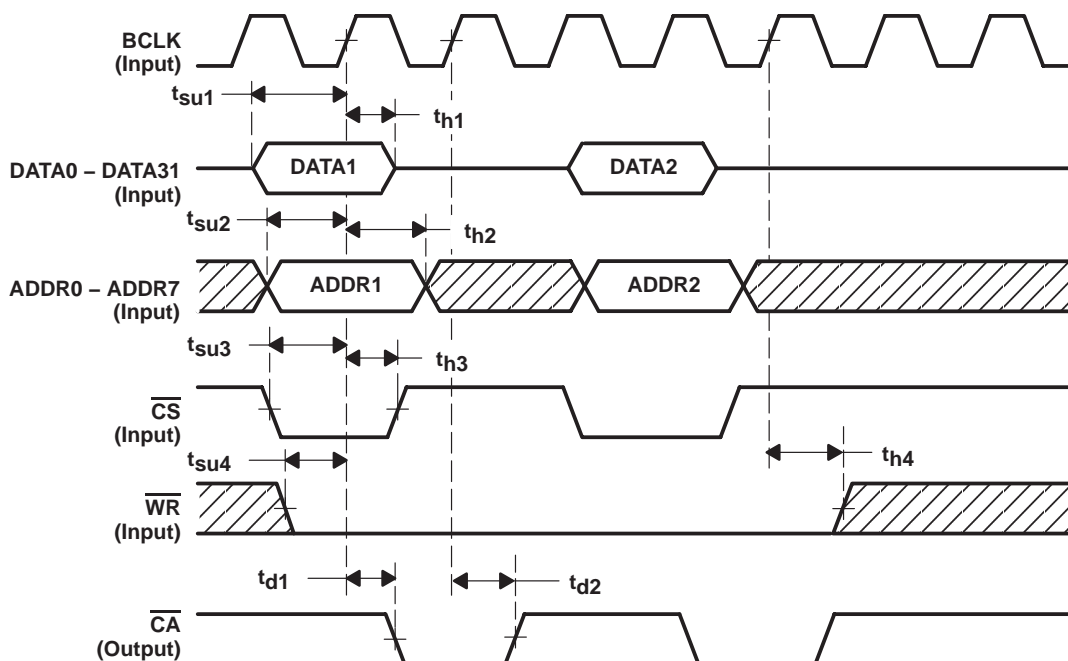 BCLK
(Input)
tsu1
th1
DATA0 – DATA31
(Input)
DATA1
DATA2
tsu2
th2
ADDR0 – ADDR7
(Input)
ADDR1
ADDR2
tsu3
th3
CS
(Input)
tsu4
th4
WR
(Input)
td1
td2
CA
(Output)